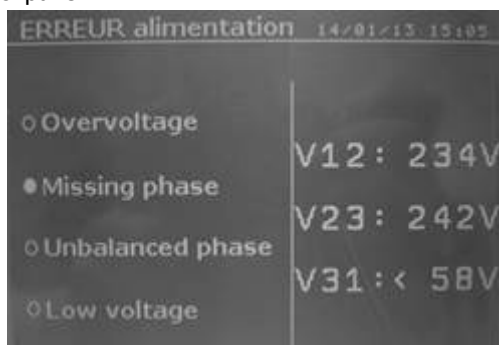 ERREUR alimentation 14/01/13 15:05
Overvoltage
V12: 234V
Missing phase
V23: 242V
Unbalanced phase
V31:< 58V
Low voltage